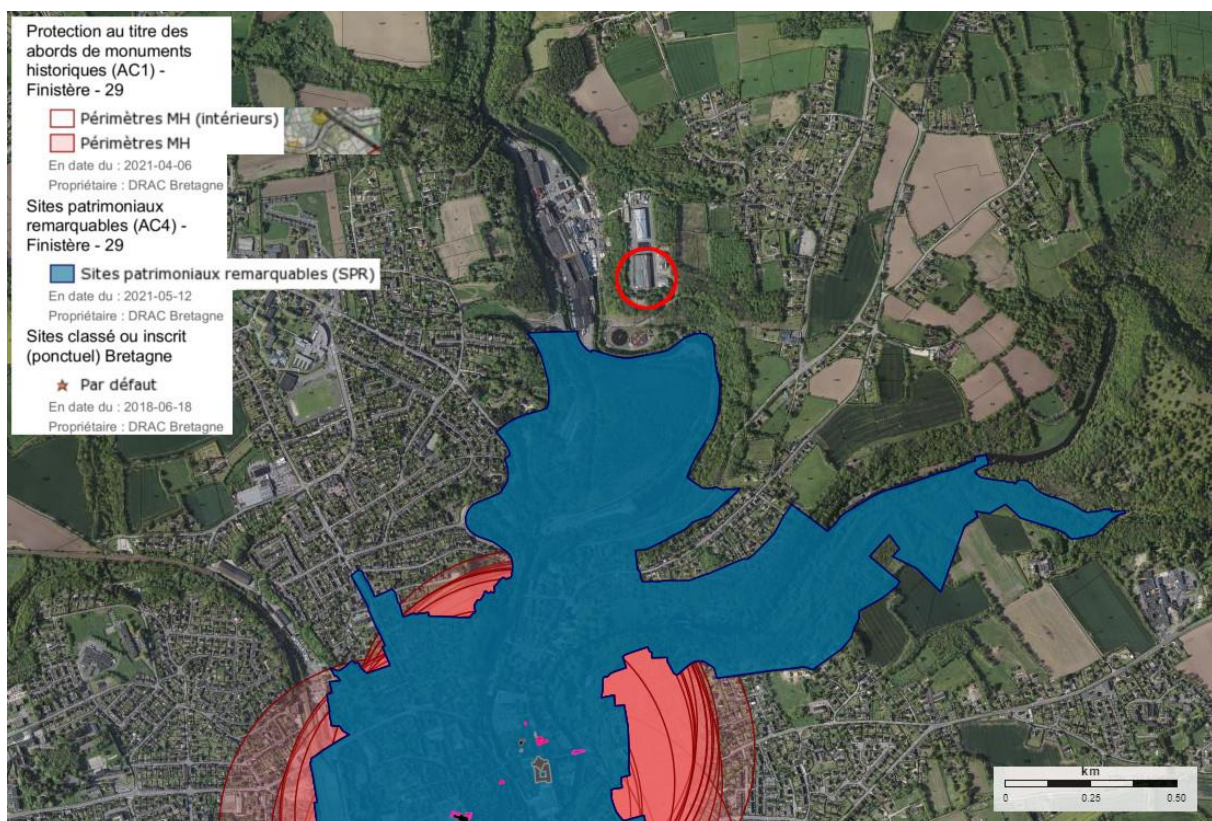 Protection au titre des
abords de monuments
historiques (AC1) -
Finistère - 29
Périmètres MH (intérieurs)
Périmètres MH
En date du : 2021-04-06
Propriétaire : DRAC Bretagne
Sites patrimoniaux
remarquables (AC4) -
Finistère - 29
Sites patrimoniaux remarquables (SPR)
En date du : 2021-05-12
Propriétaire : DRAC Bretagne
Sites classé ou inscrit
(ponctuel) Bretagne
Par défaut
En date du : 2018-06-18
Propriétaire : DRAC Bretagne
km
0 0.25 0.50